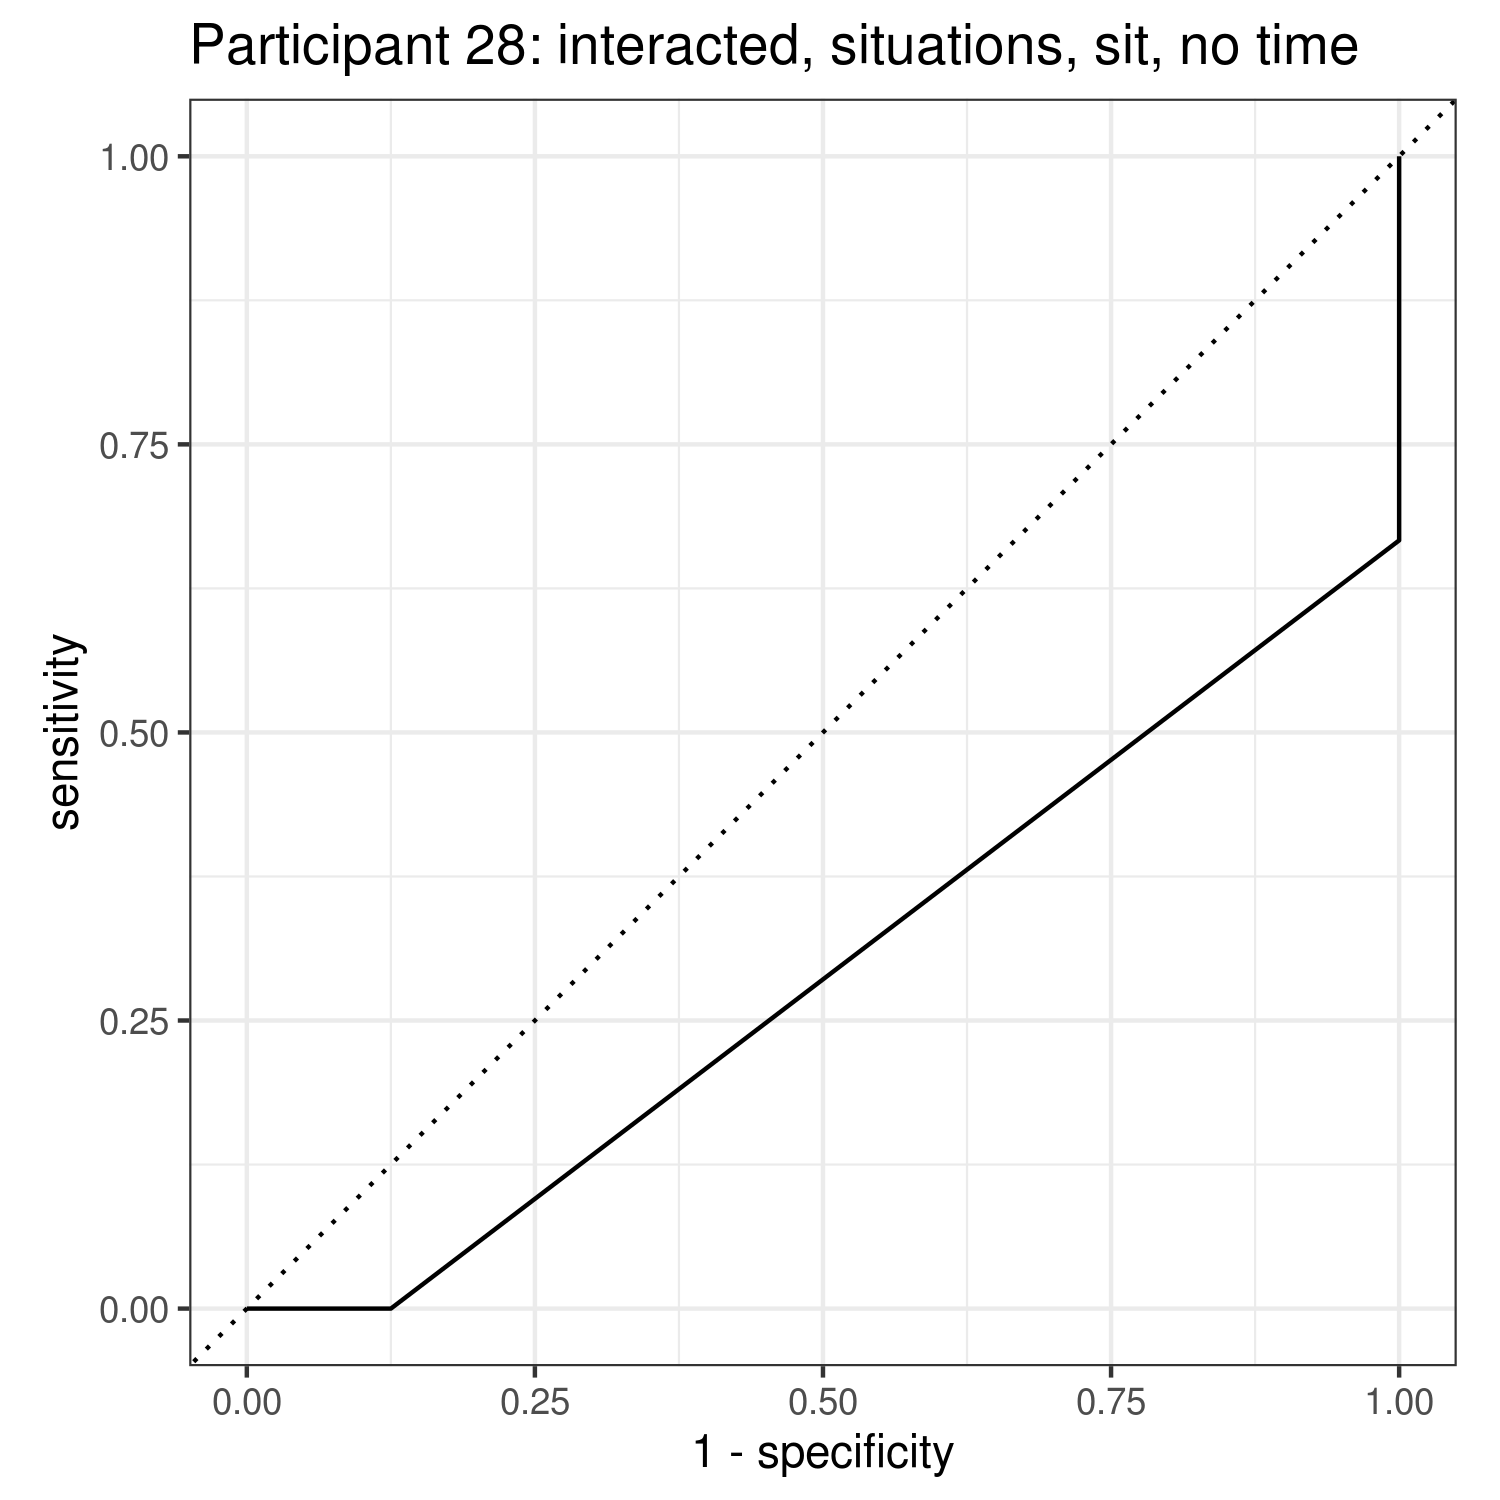 Participant 28: interacted, situations, sit, no time
1.00
0.75
0.50
0.25
0.00
sensitivity
0.00 0.25 0.50 0.75 1.00
1 - specificity